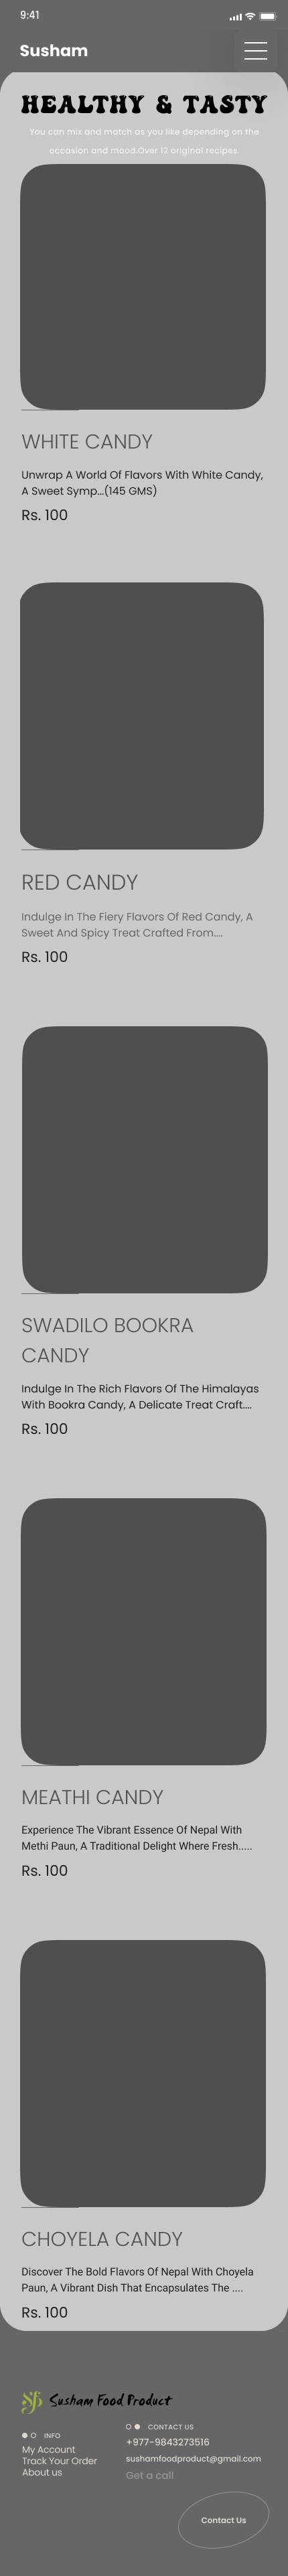 9:41
Susham
HEALTHY & TASTY
You can mix and match as you like depending on the
occasion and mood.Over 12 original recipes.
WHITE CANDY
Unwrap A World Of Flavors With White Candy,
A Sweet Symp...(145 GMS)
Rs. 100
RED CANDY
Indulge In The Fiery Flavors Of Red Candy, A
Sweet And Spicy Treat Crafted From....
Rs. 100
SWADILO BOOKRA
CANDY
Indulge In The Rich Flavors Of The Himalayas
With Bookra Candy, A Delicate Treat Craft....
Rs. 100
MEATHI CANDY
Experience The Vibrant Essence Of Nepal With
Methi Paun, A Traditional Delight Where Fresh.....
Rs. 100
CHOYELA CANDY
Discover The Bold Flavors Of Nepal With Choyela
Paun, A Vibrant Dish That Encapsulates The ....
Rs. 100
Susham Food Product
INFO
My Account
Track Your Order
About us
CONTACT US
+977-9843273516
sushamfoodproduct@gmail.com
Get a call
Contact Us